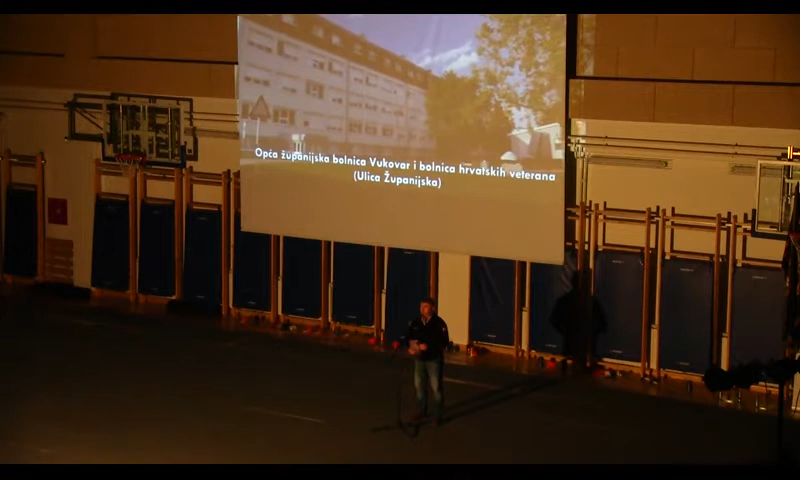 Opća županijska bolnica Vukovar i bolnica hrvatskih veterana
(Ulica Županijska)